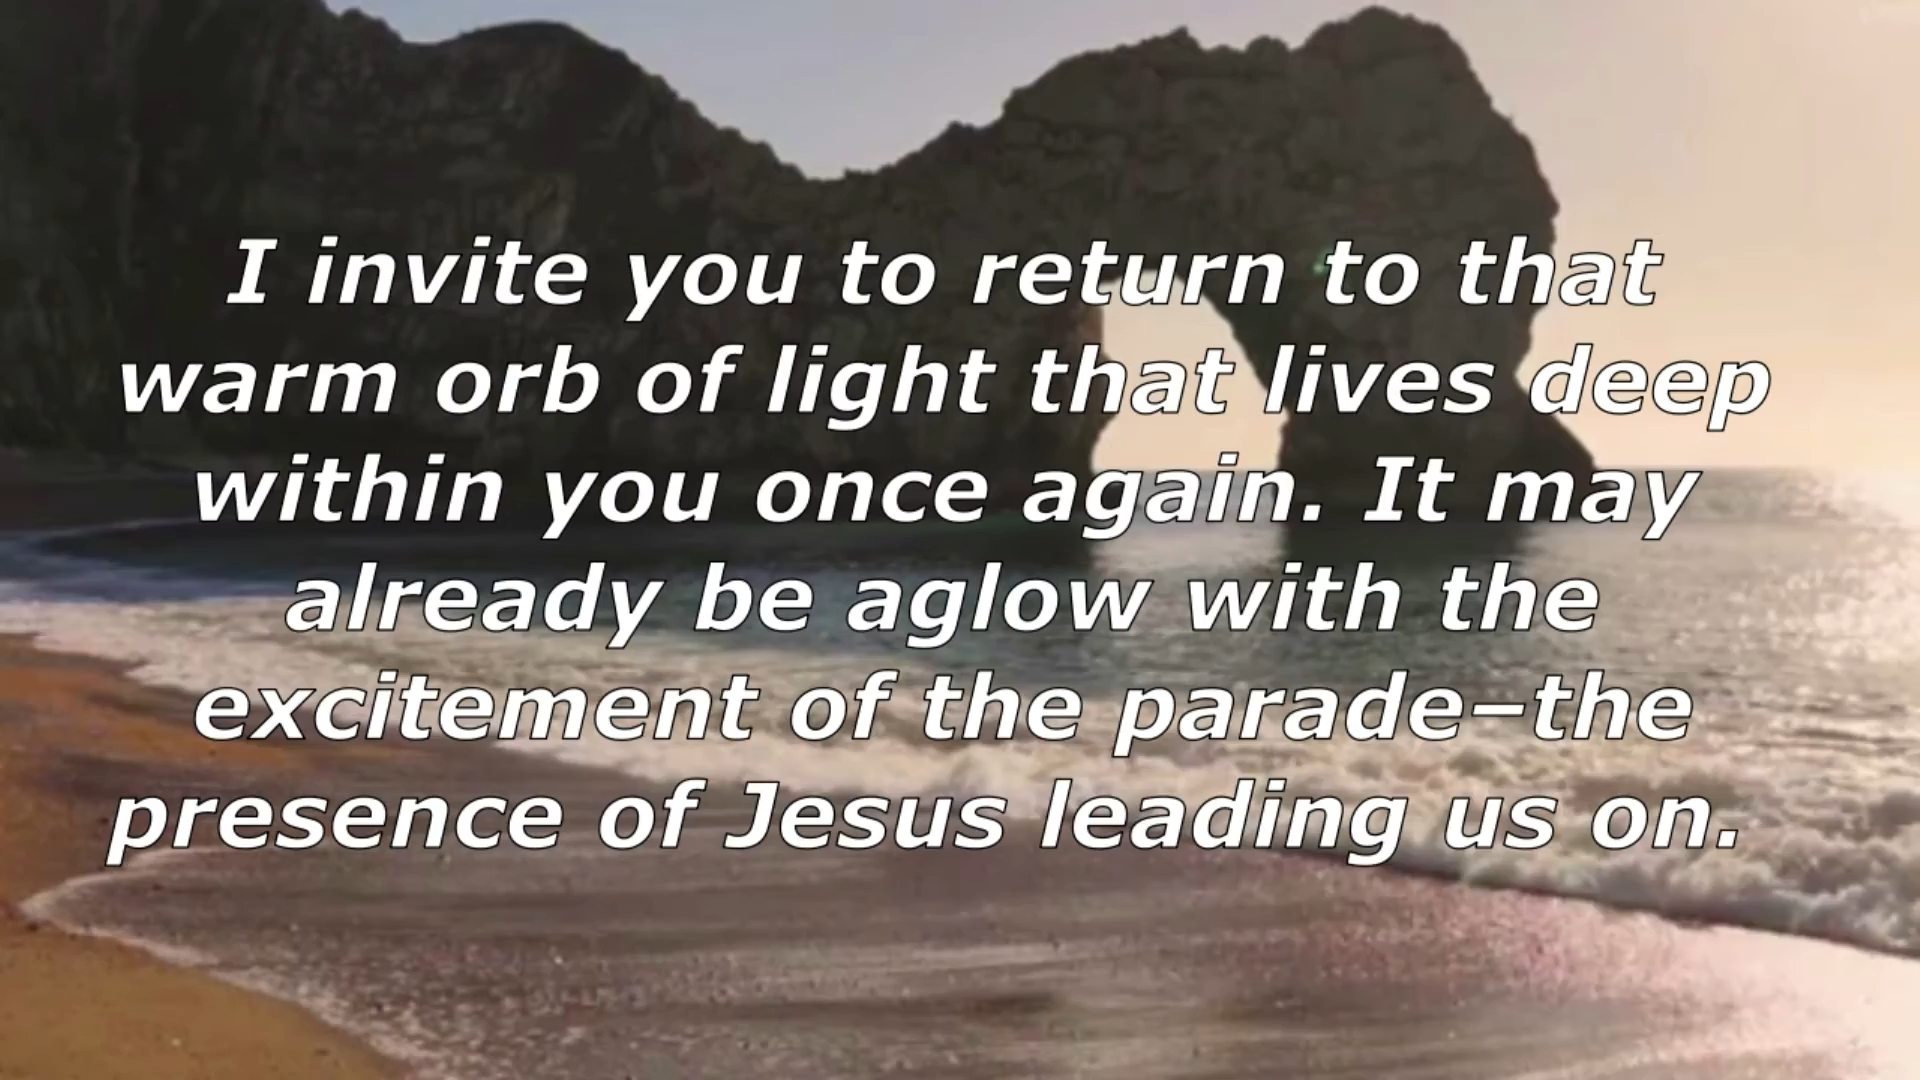 I invite you to return to that
warm orb of light that lives deep
within you once again. It may
already be aglow with the
excitement of the parade–the
presence of Jesus leading us on.